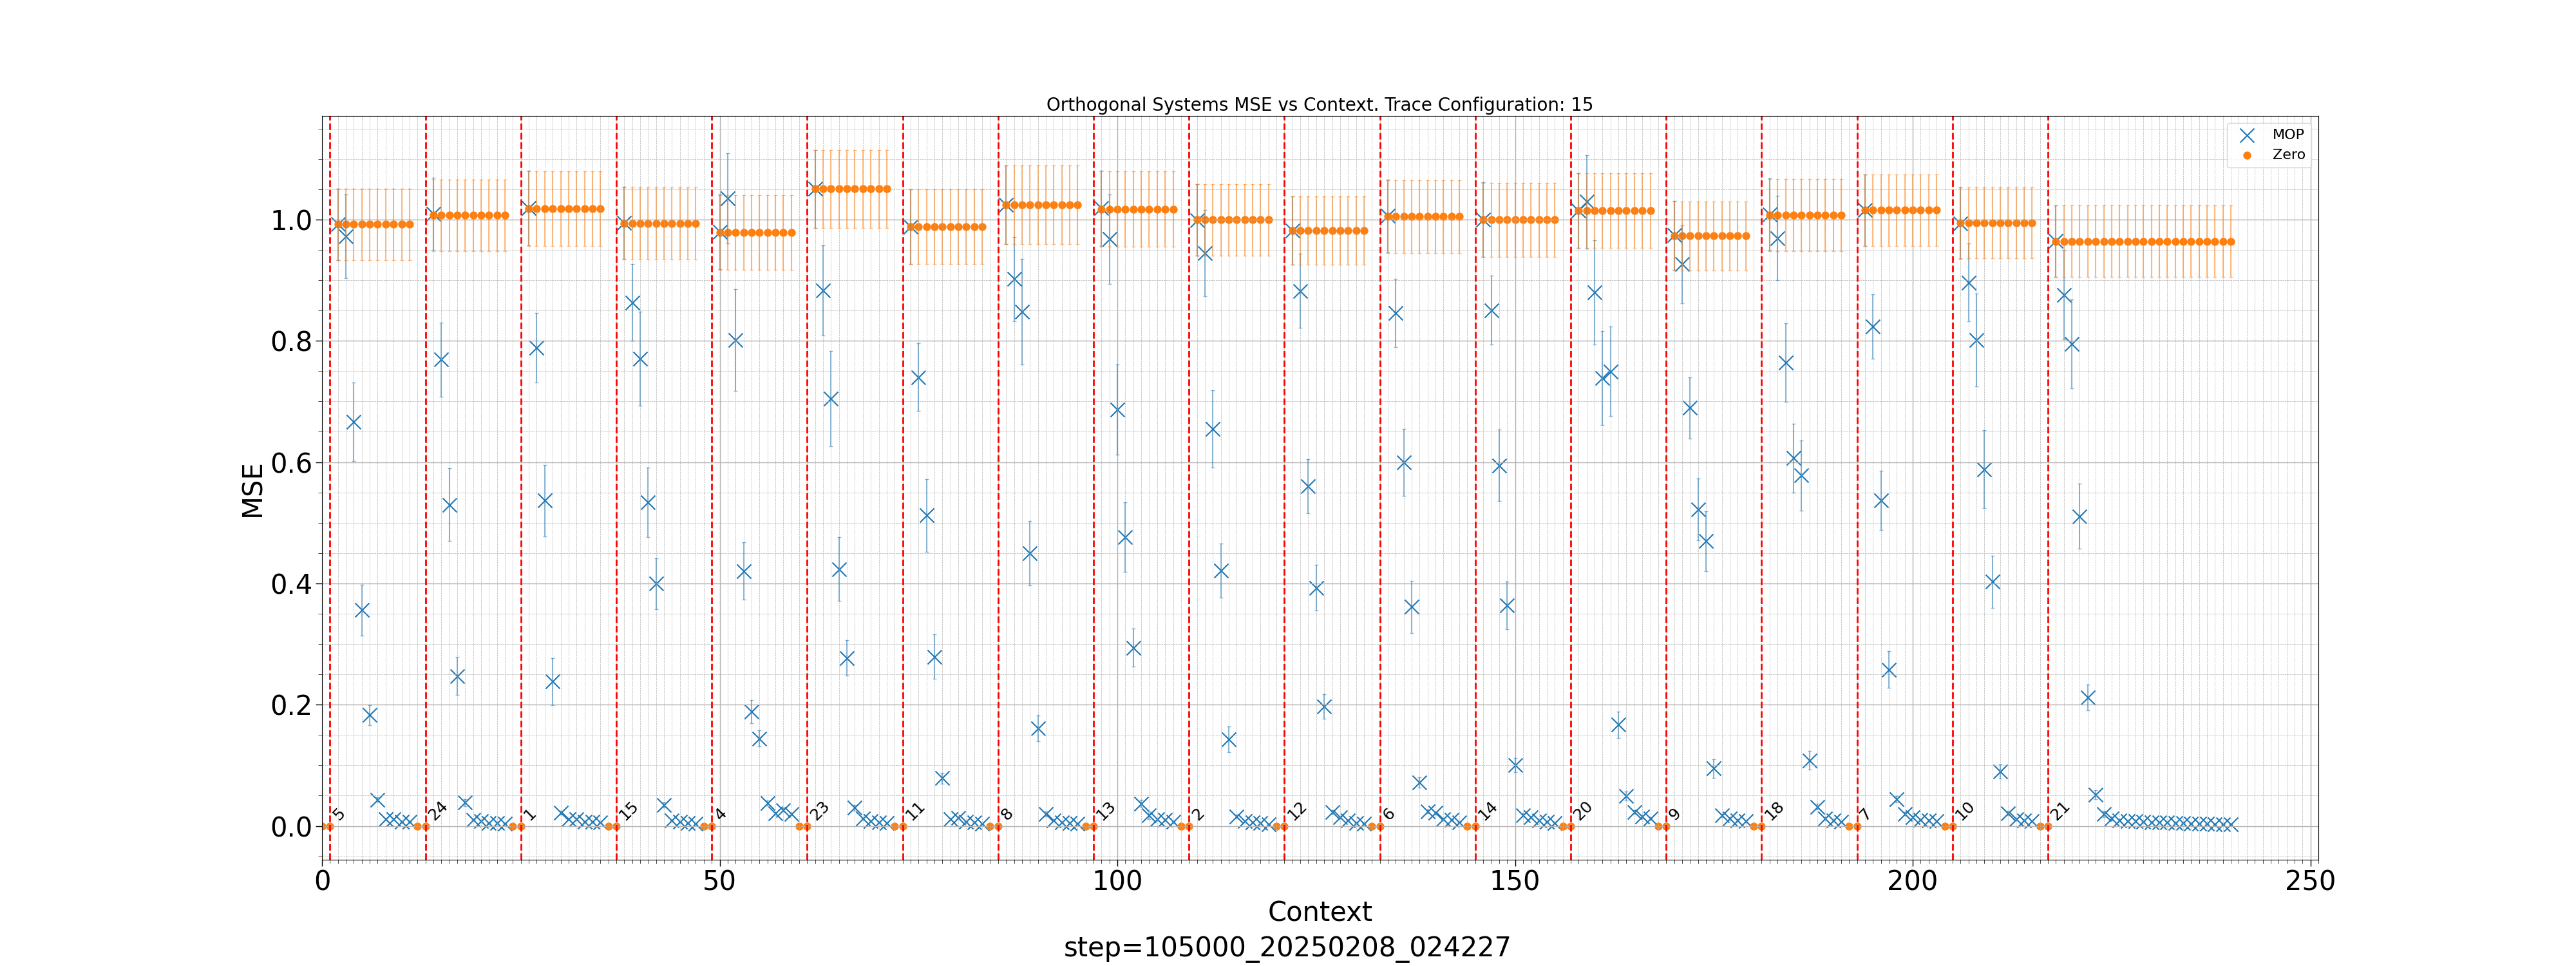 Orthogonal Systems MSE vs Context. Trace Configuration: 15
MOP
Zero
MSE
1.0
0.8
0.6
0.4
0.2
0.0
5 24 1 15 4 23 11 8 13 2 12 6 14 20 9 18 7 10 21
0 50 100 150 200 250
Context
step=105000_20250208_024227